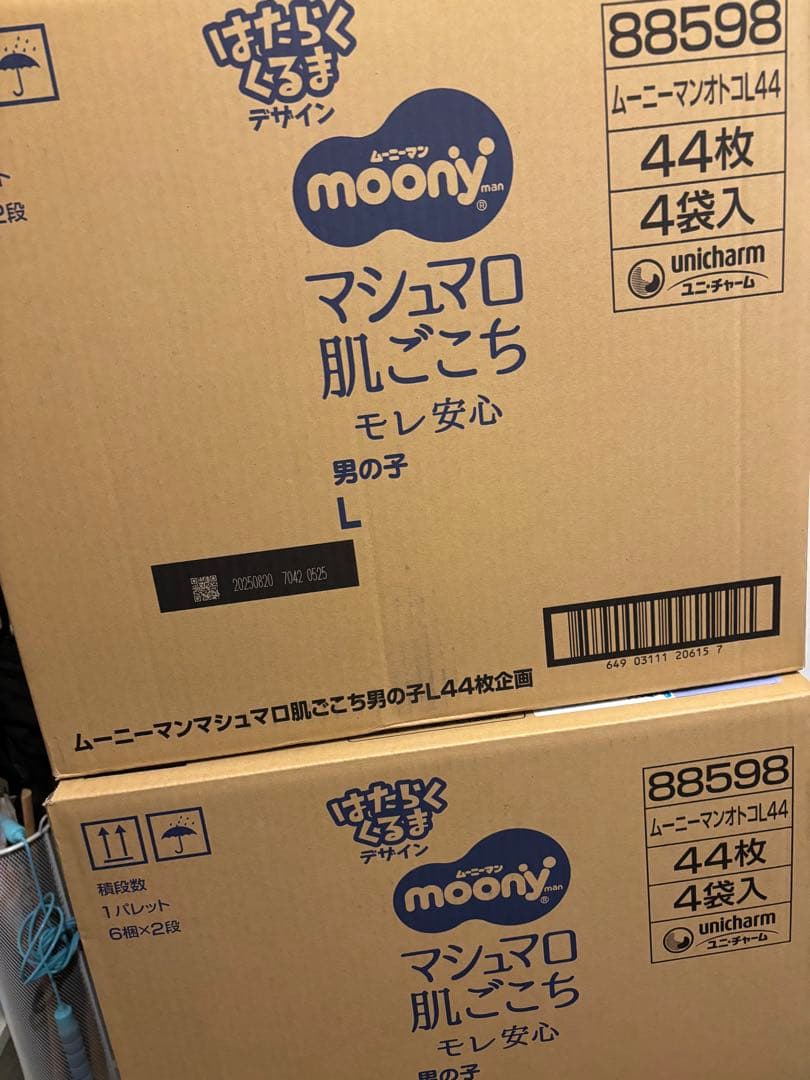 はたらく
くるま
デザイン
ムーニーマン
moony man ®
マシュマロ
肌ごこち
モレ安心
男の子
L
88598
ムーニーマンオトコL44
44枚
4袋入
unicharm
ユニ・チャーム
2段
20250820 7042 0525
649 03111 20615 7
ムーニーマンマシュマロ肌ごこち男の子L44枚企画
積段数
1パレット
6梱×2段
はたらく
くるま
デザイン
ムーニーマン
moony man ®
マシュマロ
肌ごこち
モレ安心
男の子
88598
ムーニーマンオトコL44
44枚
4袋入
unicharm
ユニ・チャーム